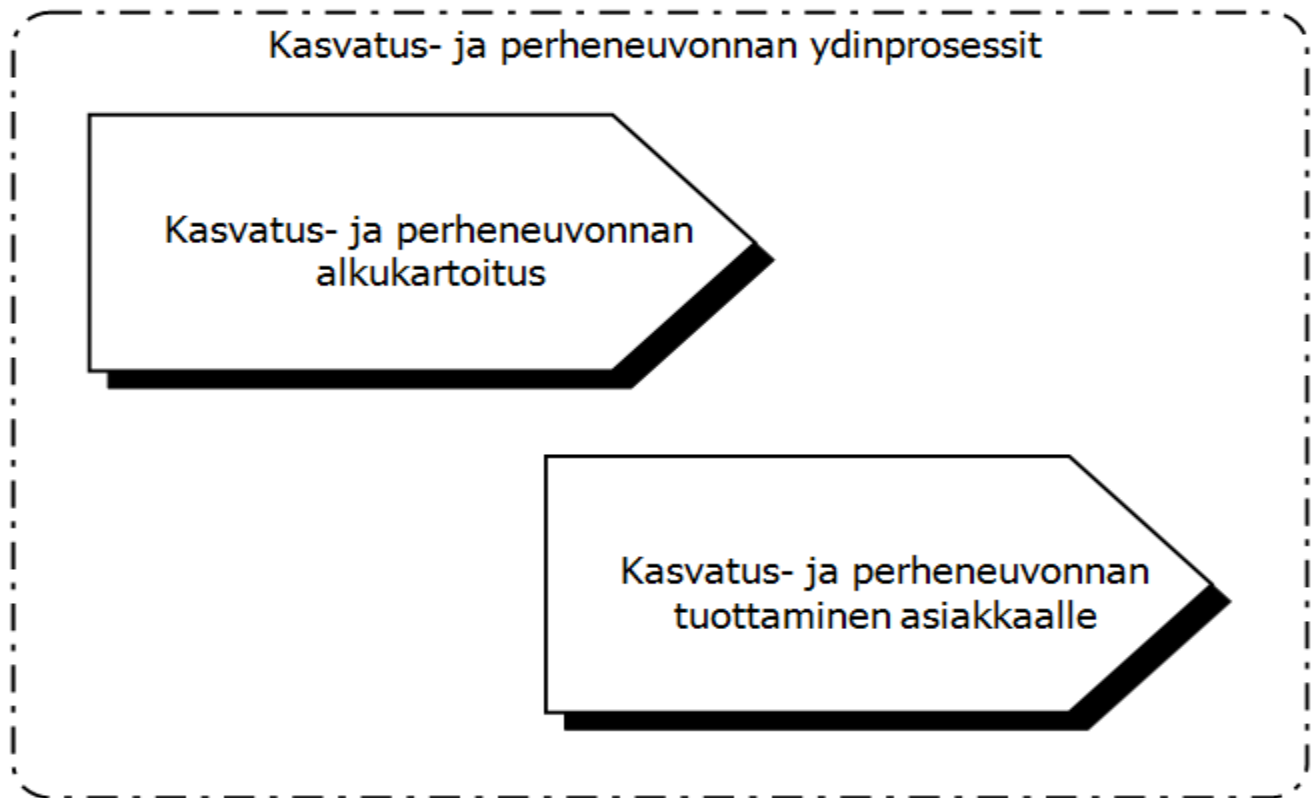 Kasvatus- ja perheneuvonnan ydinprosessit
Kasvatus- ja perheneuvonnan
alkukartoitus
Kasvatus- ja perheneuvonnan
tuottaminen asiakkaalle